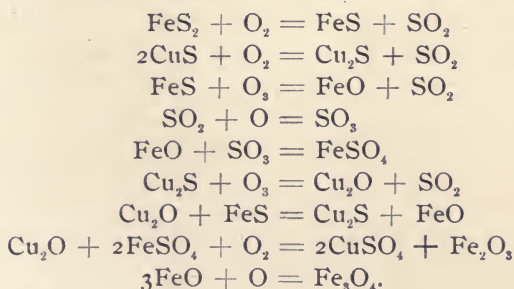 FeS₂ + O₂ = FeS + SO₂
2CuS + O₂ = Cu₂S + SO₂
FeS + O₃ = FeO + SO₂
SO₂ + O = SO₃
FeO + SO₃ = FeSO₄
Cu₂S + O₃ = Cu₂O + SO₂
Cu₂O + FeS = Cu₂S + FeO
Cu₂O + 2FeSO₄ + O₂ = 2CuSO₄ + Fe₂O₃
3FeO + O = Fe₃O₄.